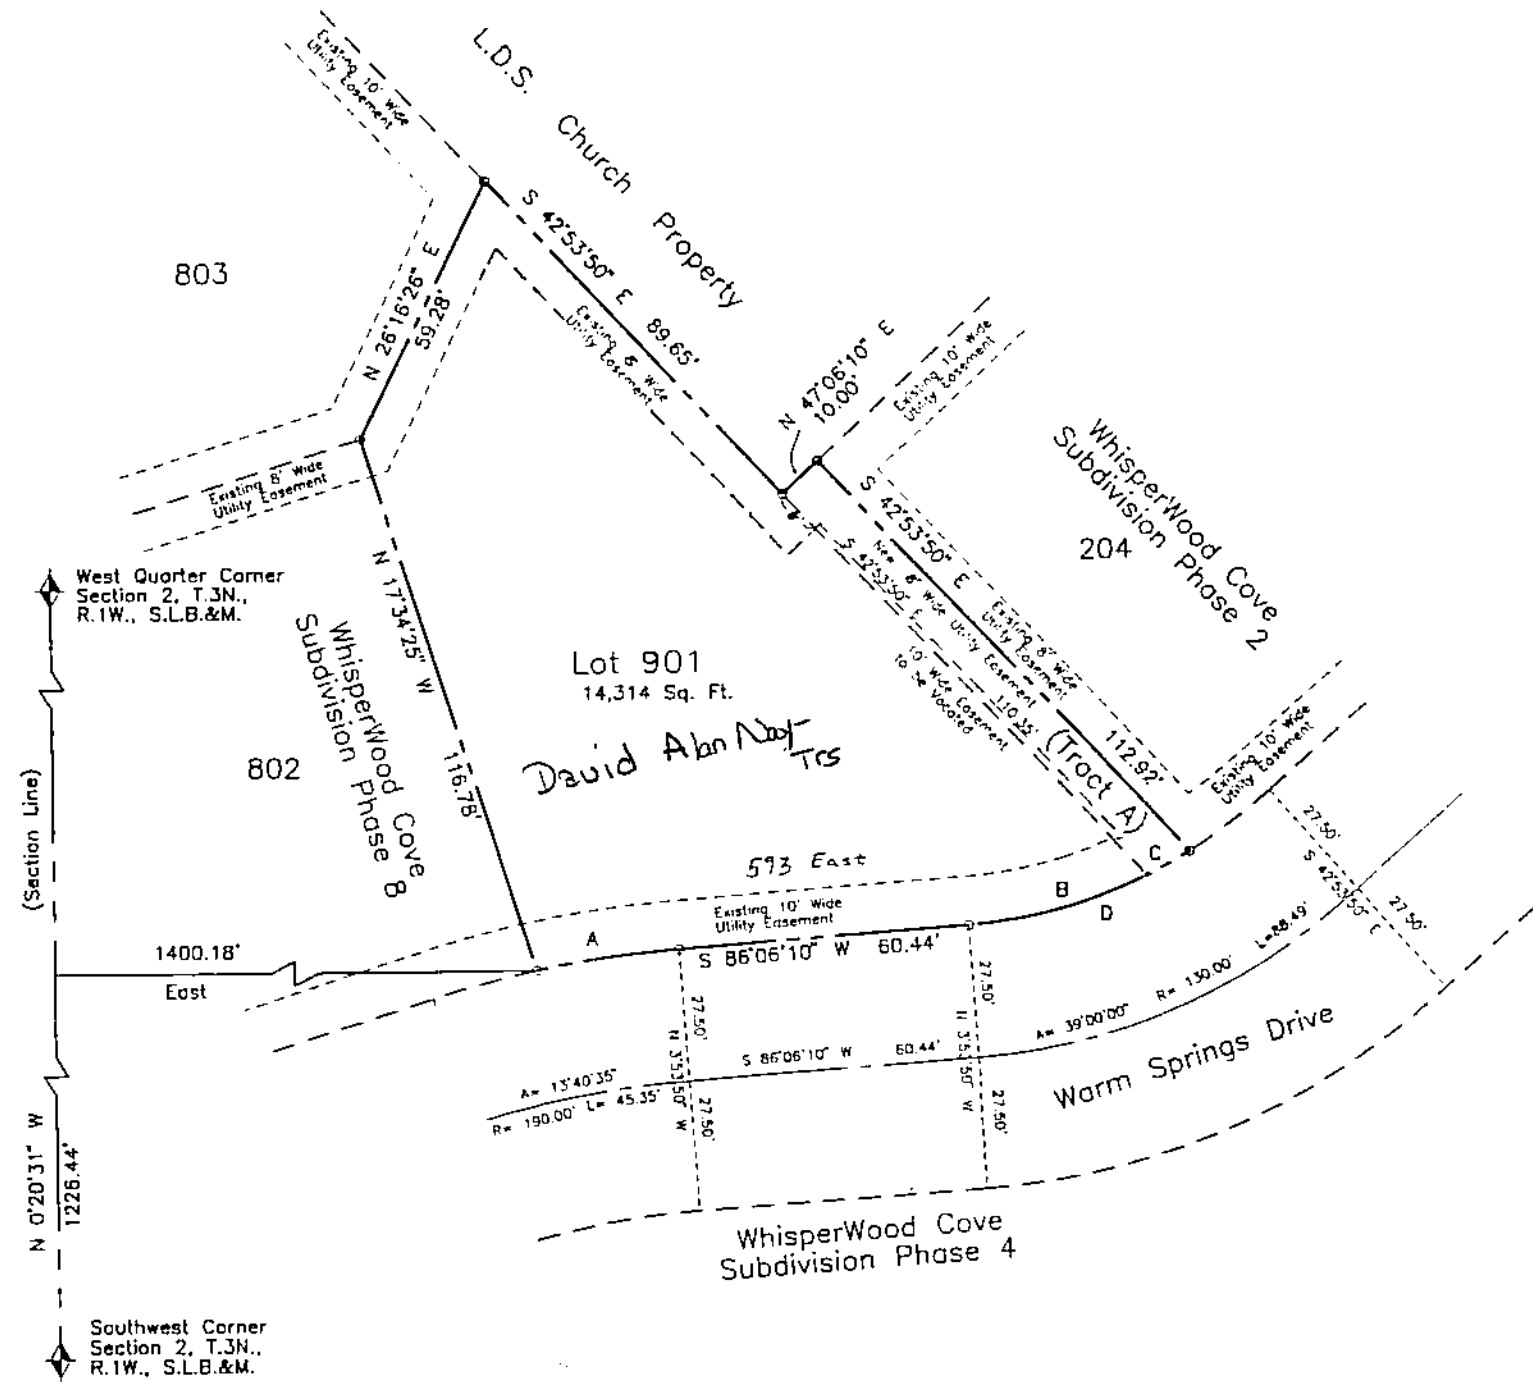 Existing 10' Wide
Utility Easement
L.D.S. Church Property
803
N 26°16'26" E
59.28'
S 42°53'50" E 89.65'
Existing 8' Wide
Utility Easement
N 47°06'10" E
10.00'
Existing 10' Wide
Utility Easement
WhisperWood Cove
Subdivision Phase 2
204
Existing 8' Wide
Utility Easement
S 42°53'50" E
112.92'
New 8' Wide Utility Easement
Existing 8' Wide
Utility Easement
S 42°53'50" E
110.35'
10' Wide Easement
to be Vacated
(Tract A)
West Quarter Corner
Section 2, T.3N.,
R.1W., S.L.B.&M.
N 17°34'25" W
116.78'
WhisperWood Cove
Subdivision Phase 8
Lot 901
14,314 Sq. Ft.
David Alan
Trs
802
(Section Line)
593 East
Existing 10' Wide
Utility Easement
A
B
C
D
S 86°06'10" W 60.44'
Existing 10' Wide
Utility Easement
27.50'
S 42°53'50" E
27.50'
1400.18'
East
27.50'
N 3°53'50" W
27.50'
27.50'
N 3°53'50" W
27.50'
S 86°06'10" W 60.44'
Δ= 13°40'35"
R= 190.00' L= 45.35'
Δ= 39°00'00" R= 130.00' L=88.49'
Warm Springs Drive
N 0°20'31" W
1226.44'
WhisperWood Cove
Subdivision Phase 4
Southwest Corner
Section 2, T.3N.,
R.1W., S.L.B.&M.